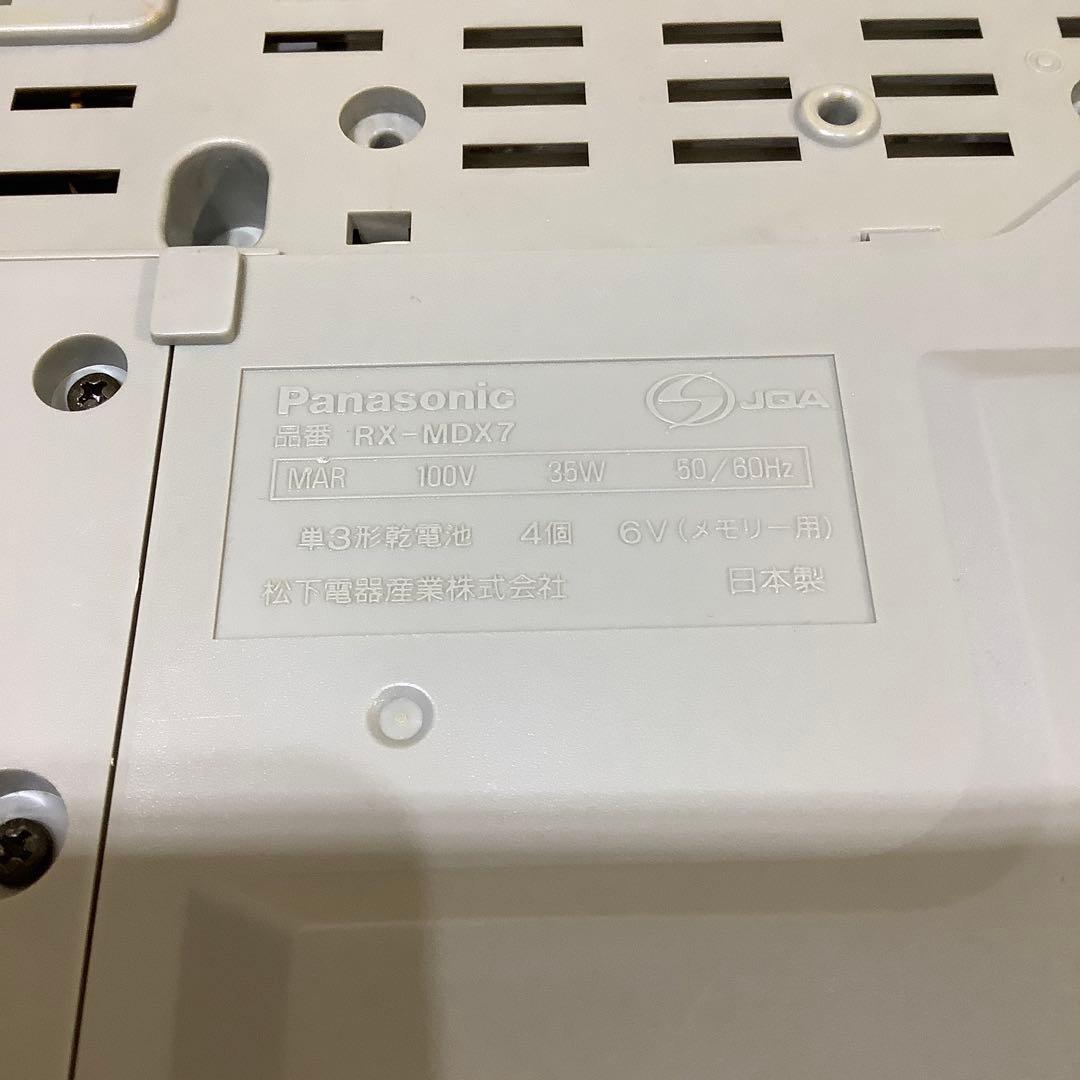 Panasonic JQA
品番 RX-MDX7
MAR 100V 35W 50/60Hz
単3形乾電池 4個 6V(メモリー用)
松下電器産業株式会社 日本製